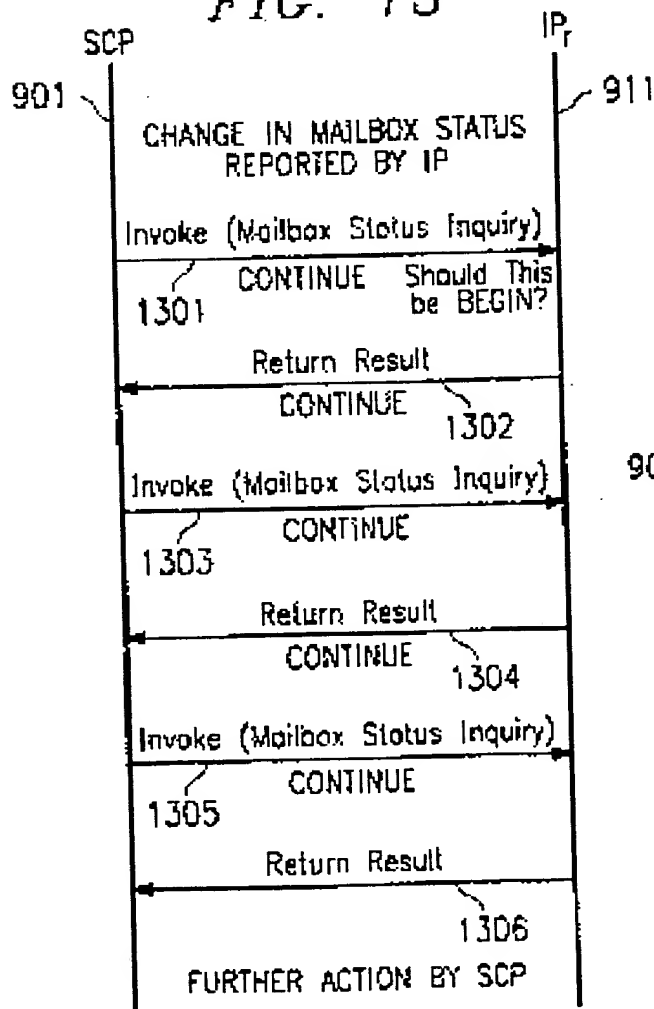 FIG. 13
SCP IPr
901 911
CHANGE IN MAILBOX STATUS
REPORTED BY IP
Invoke (Mailbox Status Inquiry)
CONTINUE Should This
be BEGIN?
1301
Return Result
CONTINUE
1302
90
Invoke (Mailbox Status Inquiry)
CONTINUE
1303
Return Result
CONTINUE
1304
Invoke (Mailbox Status Inquiry)
CONTINUE
1305
Return Result
1306
FURTHER ACTION BY SCP